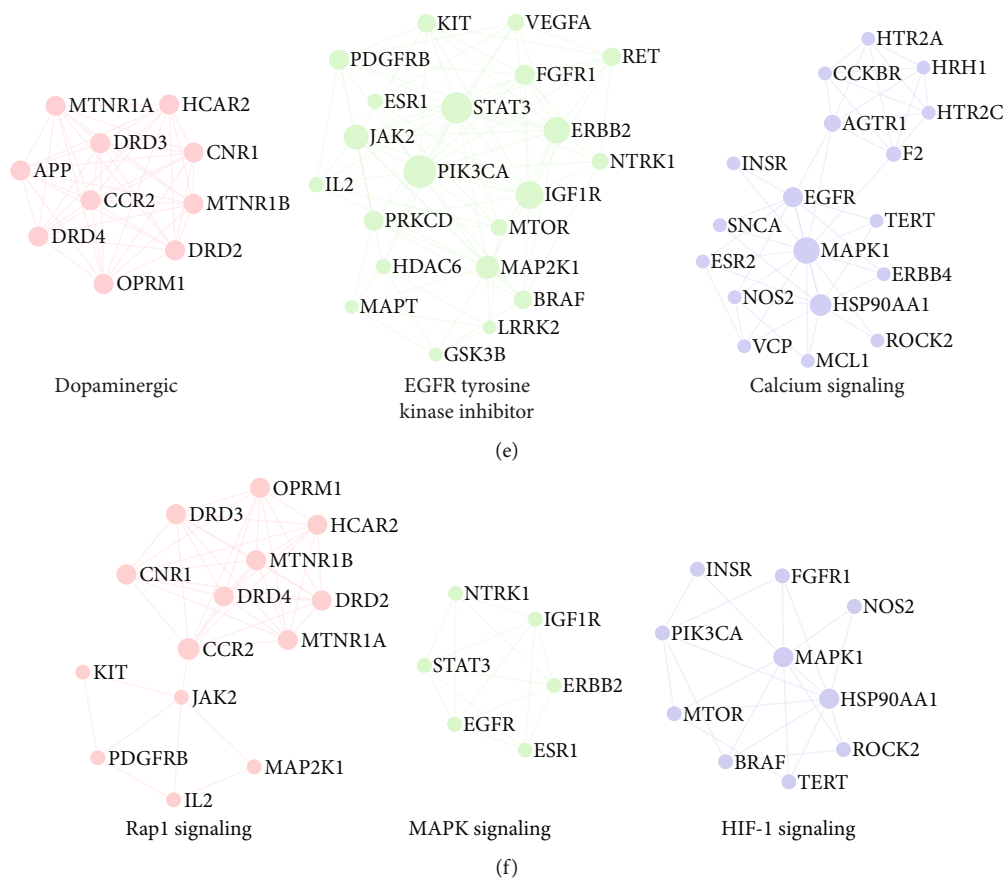 MTNR1A
HCAR2
DRD3
CNR1
APP
CCR2
MTNR1B
DRD4
DRD2
OPRM1
Dopaminergic
KIT
VEGFA
PDGFRB
RET
FGFR1
ESR1
STAT3
JAK2
ERBB2
NTRK1
PIK3CA
IL2
IGF1R
PRKCD
MTOR
HDAC6
MAP2K1
MAPT
BRAF
LRRK2
GSK3B
EGFR tyrosine
kinase inhibitor
HTR2A
CCKBR
HRH1
HTR2C
AGTR1
F2
INSR
EGFR
SNCA
TERT
MAPK1
ESR2
ERBB4
NOS2
HSP90AA1
VCP
ROCK2
MCL1
Calcium signaling
(e)
OPRM1
DRD3
HCAR2
MTNR1B
CNR1
DRD4
DRD2
MTNR1A
CCR2
KIT
JAK2
PDGFRB
MAP2K1
IL2
Rap1 signaling
NTRK1
IGF1R
STAT3
ERBB2
EGFR
ESR1
MAPK signaling
INSR
FGFR1
NOS2
PIK3CA
MAPK1
HSP90AA1
MTOR
ROCK2
BRAF
TERT
HIF-1 signaling
(f)